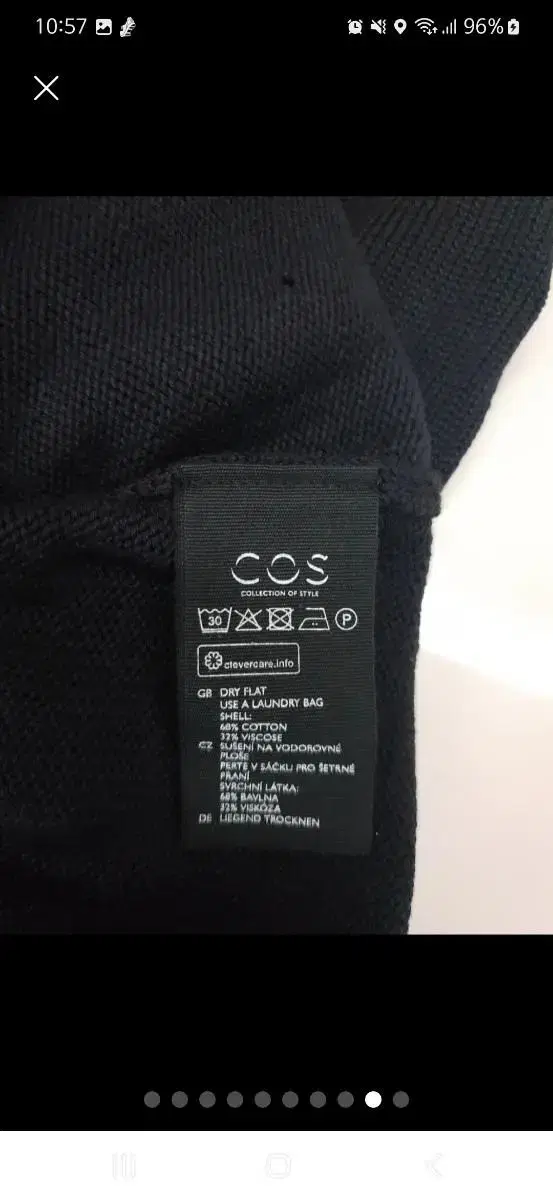 10:57
96%
COS
COLLECTION OF STYLE
30
P
clevercare.info
GB DRY FLAT
USE A LAUNDRY BAG
SHELL:
68% COTTON
32% VISCOSE
CZ SUŠENÍ NA VODOROVNÉ
PLOŠE
PERTE V SÁČKU PRO ŠETRNÉ
PRANÍ
SVRCHNÍ LÁTKA:
68% BAVLNA
32% VISKÓZA
DE LIEGEND TROCKNEN